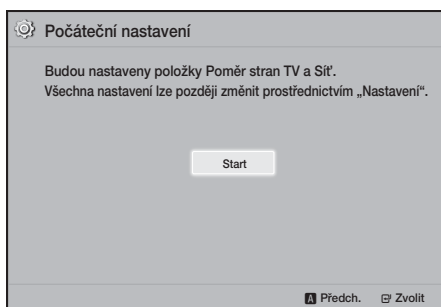 Počáteční nastavení
Budou nastaveny položky Poměr stran TV a Síť.
Všechna nastavení lze později změnit prostřednictvím „Nastavení“.
Start
A Předch. Zvolit